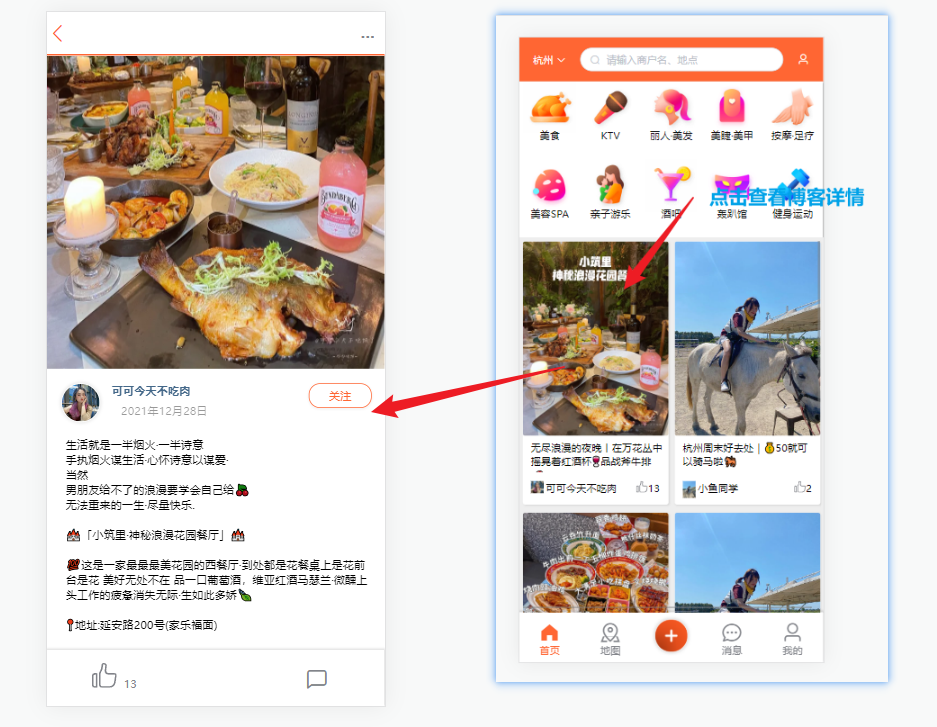 ...
可可今天不吃肉
2021年12月28日
关注
生活就是一半烟火·一半诗意
手执烟火谋生活·心怀诗意以谋爱·
当然
男朋友给不了的浪漫要学会自己给🍒
无法重来的一生·尽量快乐.
「小筑里·神秘浪漫花园餐厅」
🌹这是一家最最最美花园的西餐厅·到处都是花餐桌上是花前
台是花 美好无处不在 品一口葡萄酒，维亚红酒马瑟兰·微醺上
头工作的疲惫消失无际·生如此多娇🍃
📍地址:延安路200号(家乐福面)
13
杭州
请输入商户名、地点
美食
KTV
丽人·美发
美睫·美甲
按摩·足疗
美容SPA
亲子游乐
酒吧
轰趴馆
健身运动
点击查看博客详情
小筑里
神秘浪漫花园餐
无尽浪漫的夜晚丨在万花丛中
摇晃着红酒杯🍷品战斧牛排
可可今天不吃肉
13
杭州周末好去处丨💰50就可
以骑马啦
小鱼同学
2
首页
地图
+
消息
我的